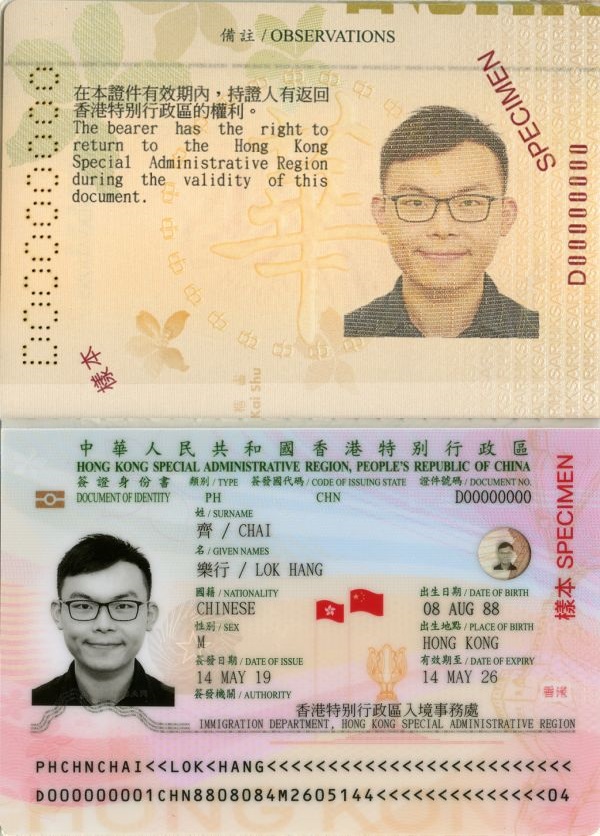 備註 / OBSERVATIONS
在本證件有效期內，持證人有返回
香港特別行政區的權利。
The bearer has the right to
return to the Hong Kong
Special Administrative Region
during the validity of this
document.
SPECIMEN
D00000000
D00000000
樣本
Kai Shu
中華人民共和國香港特別行政區
HONG KONG SPECIAL ADMINISTRATIVE REGION, PEOPLE'S REPUBLIC OF CHINA
簽證身份書 類別 / TYPE 簽發國代碼 / CODE OF ISSUING STATE 證件號碼 / DOCUMENT NO.
DOCUMENT OF IDENTITY PH CHN D00000000
姓 / SURNAME
齊 / CHAI
名 / GIVEN NAMES
樂行 / LOK HANG
國籍 / NATIONALITY 出生日期 / DATE OF BIRTH
CHINESE 08 AUG 88
性別 / SEX 出生地點 / PLACE OF BIRTH
M HONG KONG
簽發日期 / DATE OF ISSUE 有效期至 / DATE OF EXPIRY
14 MAY 19 14 MAY 26
簽發機關 / AUTHORITY
香港特別行政區入境事務處
IMMIGRATION DEPARTMENT, HONG KONG SPECIAL ADMINISTRATIVE REGION
樣本 SPECIMEN
PHCHNCHAI<<LOK<HANG<<<<<<<<<<<<<<<<<<<<<<<<<
D000000001CHN8808084M2605144<<<<<<<<<<<<<<04
HONG KONG